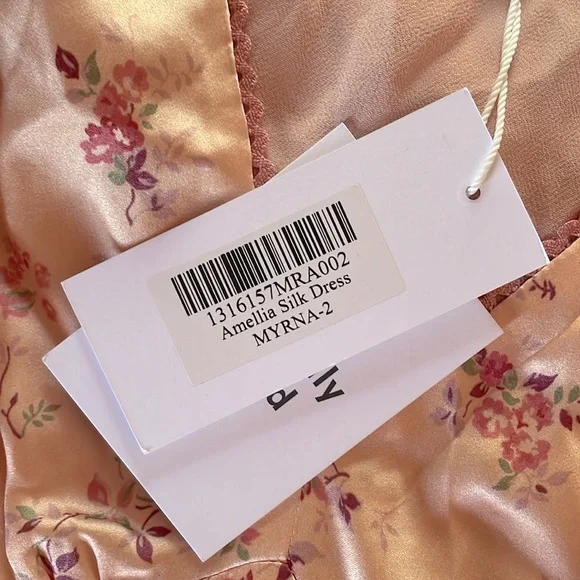 1316157MRA002
Amellia Silk Dress
MYRNA-2